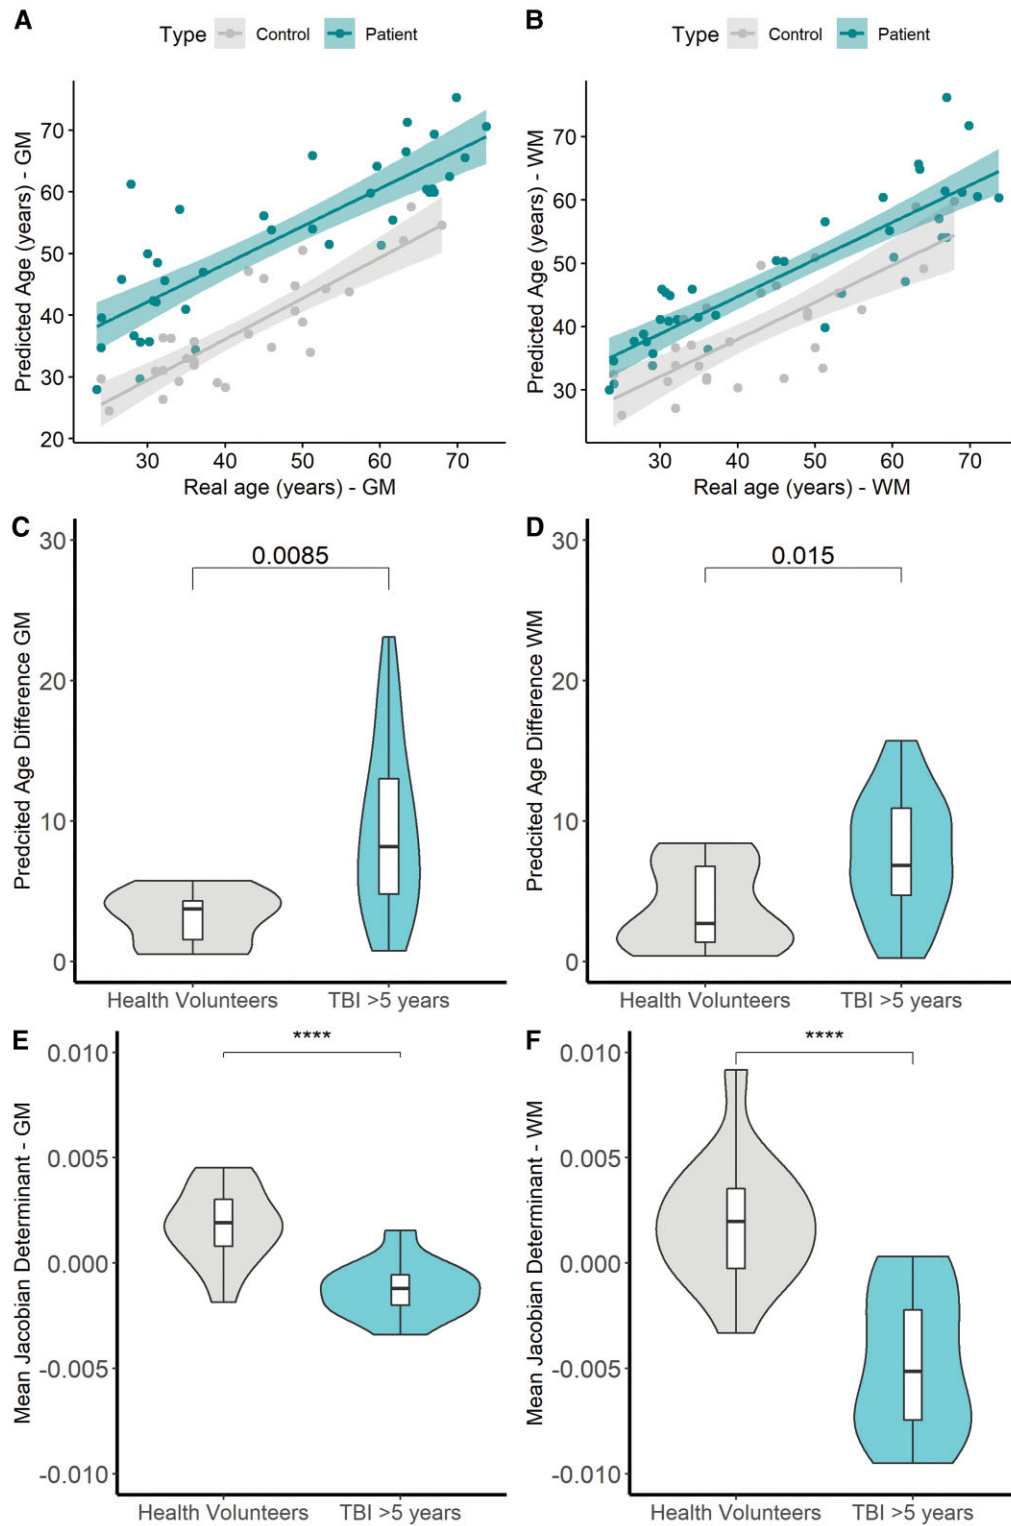 A
Type Control Patient
Predicted Age (years) - GM
70
60
50
40
30
20
30 40 50 60 70
Real age (years) - GM
B
Type Control Patient
Predicted Age (years) - WM
70
60
50
40
30
30 40 50 60 70
Real age (years) - WM
C
Predcited Age Difference GM
30
20
10
0
0.0085
Health Volunteers TBI >5 years
D
Predcited Age Difference WM
30
20
10
0
0.015
Health Volunteers TBI >5 years
E
Mean Jacobian Determinant - GM
0.010
0.005
0.000
-0.005
-0.010
****
Health Volunteers TBI >5 years
F
Mean Jacobian Determinant - WM
0.010
0.005
0.000
-0.005
-0.010
****
Health Volunteers TBI >5 years